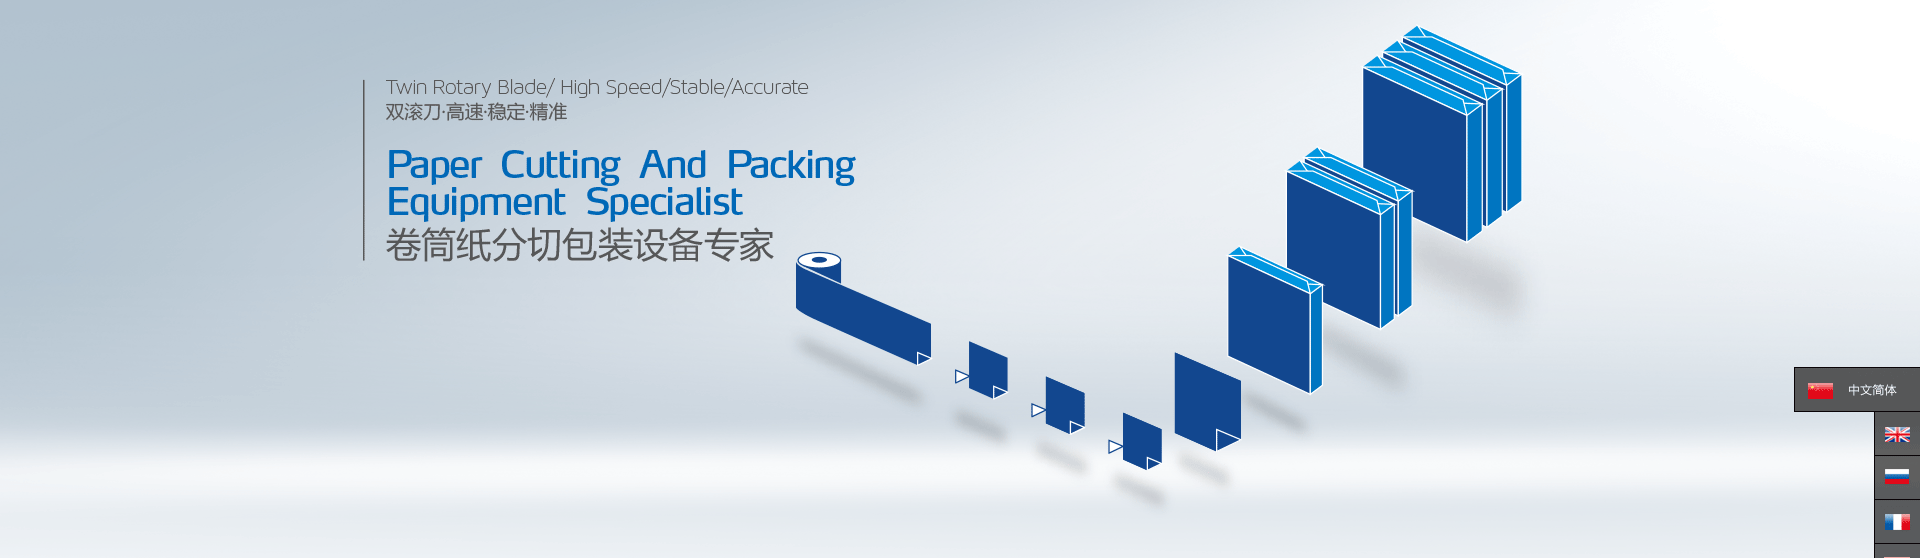 Twin Rotary Blade/ High Speed/Stable/Accurate
双滚刀·高速·稳定·精准
Paper Cutting And Packing
Equipment Specialist
卷筒纸分切包装设备专家
中文简体